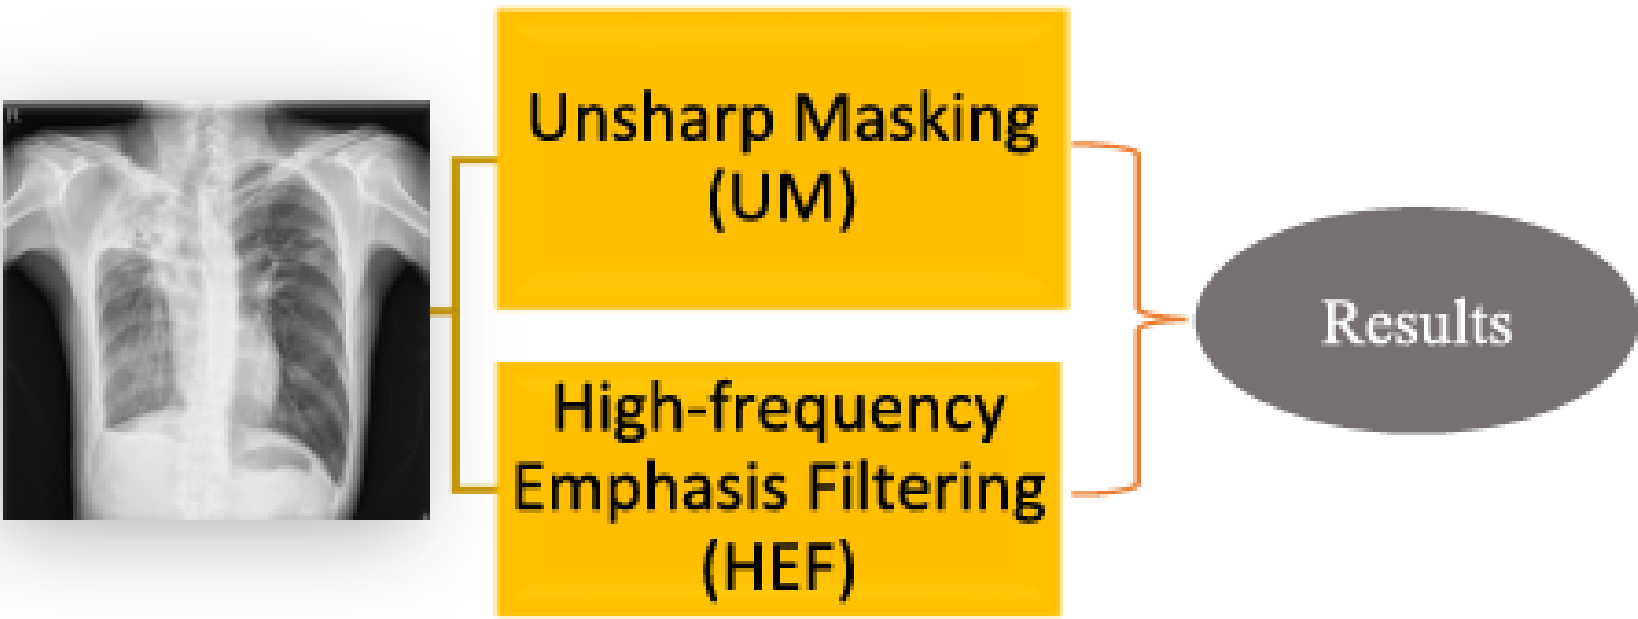 R
Unsharp Masking
(UM)
High-frequency
Emphasis Filtering
(HEF)
Results